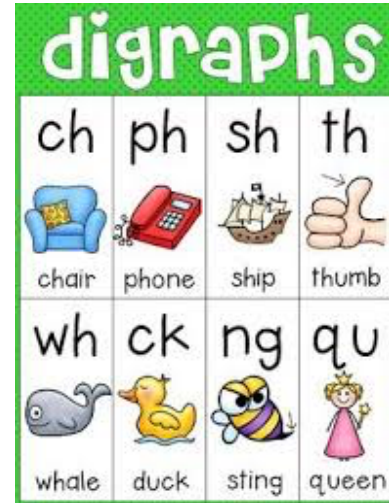 digraphs
ch ph sh th
chair phone ship thumb
wh ck ng qu
whale duck sting queen